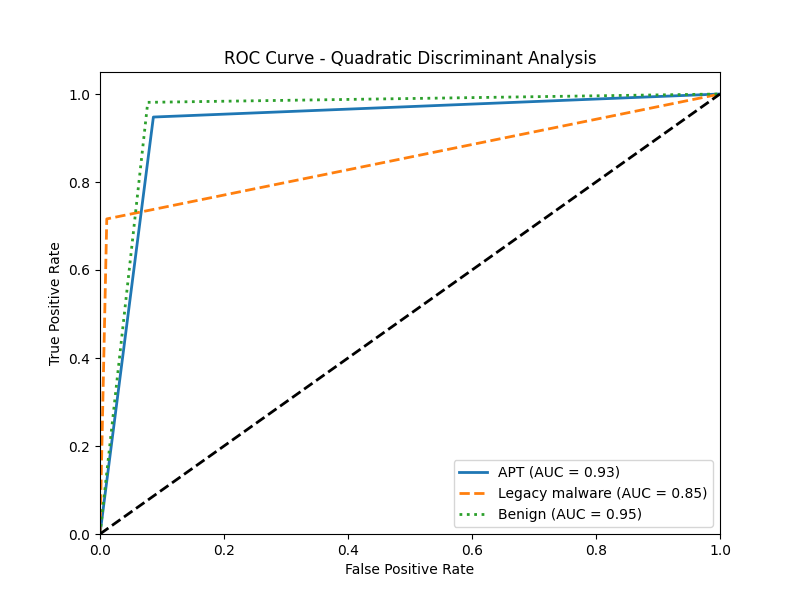 ROC Curve - Quadratic Discriminant Analysis
1.0
0.8
0.6
0.4
0.2
0.0
True Positive Rate
APT (AUC = 0.93)
Legacy malware (AUC = 0.85)
Benign (AUC = 0.95)
0.0 0.2 0.4 0.6 0.8 1.0
False Positive Rate